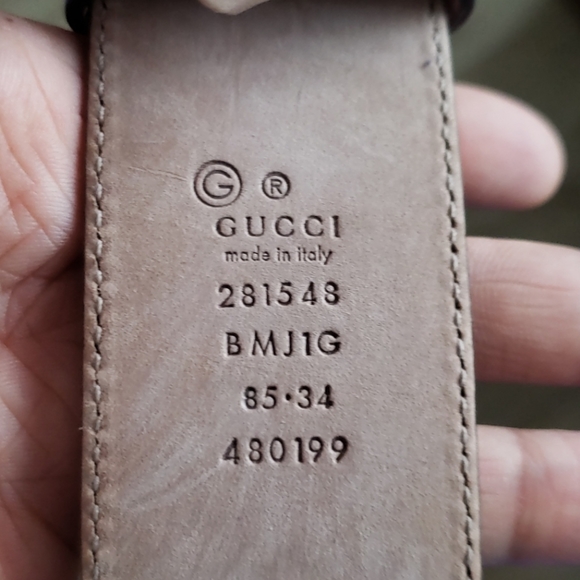 G ®
GUCCI
made in italy
281548
BMJ1G
85·34
480199